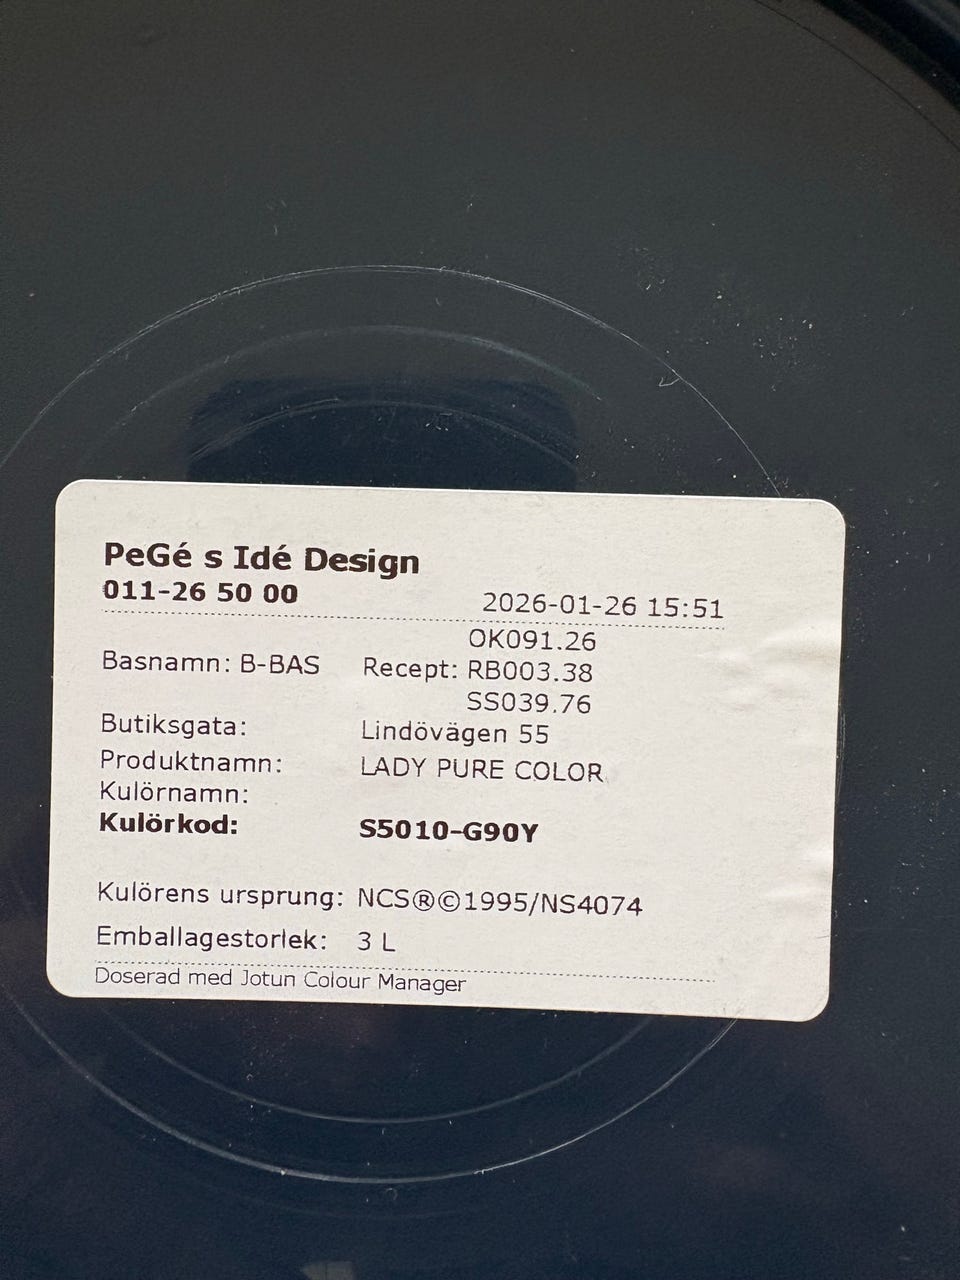 PeGé s Idé Design
011-26 50 00
2026-01-26 15:51
OK091.26
Basnamn: B-BAS Recept: RB003.38
SS039.76
Butiksgata: Lindövägen 55
Produktnamn: LADY PURE COLOR
Kulörnamn:
Kulörkod: S5010-G90Y
Kulörens ursprung: NCS®©1995/NS4074
Emballagestorlek: 3 L
Doserad med Jotun Colour Manager